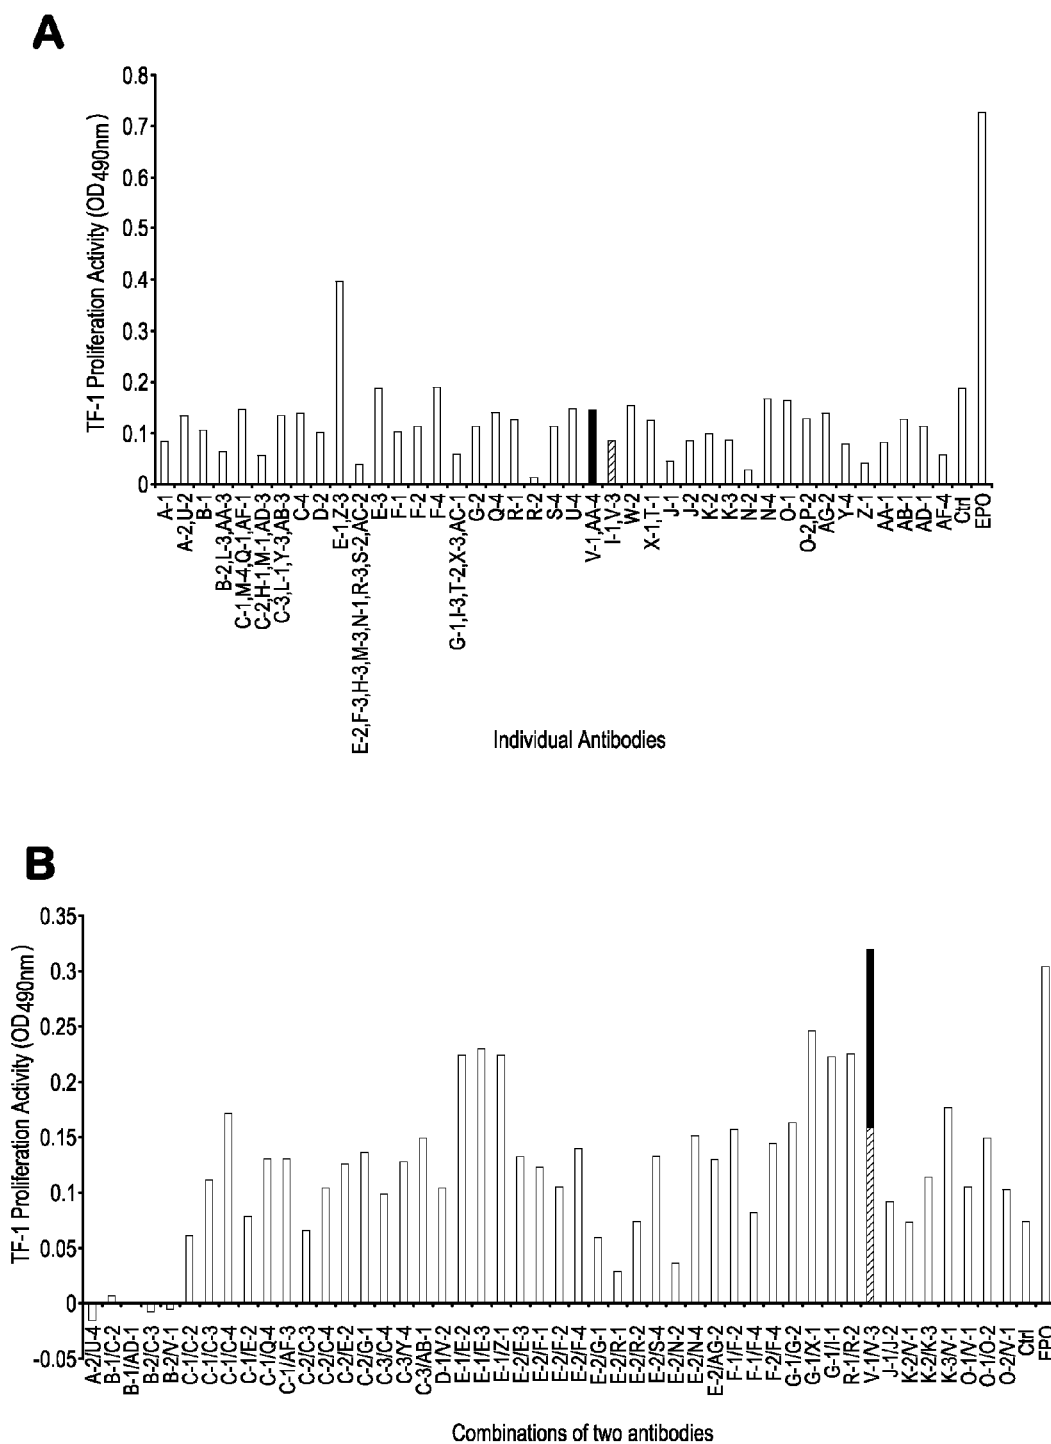 A
TF-1 Proliferation Activity (OD490nm)
0.8
0.7
0.6
0.5
0.4
0.3
0.2
0.1
0
A-1
A-2,U-2
B-1
B-2,L-3,AA-3
C-1,M-4,Q-1,AF-1
C-2,H-1,M-1,AD-3
C-3,L-1,Y-3,AB-3
C-4
D-2
E-1,Z-3
E-2,F-3,H-3,M-3,N-1,R-3,S-2,AC-2
E-3
F-1
F-2
F-4
G-1,I-3,T-2,X-3,AC-1
G-2
Q-4
R-1
R-2
S-4
U-4
V-1,AA-4
I-1,V-3
W-2
X-1,T-1
J-1
J-2
K-2
K-3
N-2
N-4
O-1
O-2,P-2
AG-2
Y-4
Z-1
AA-1
AB-1
AD-1
AF-4
Ctrl
EPO
Individual Antibodies
B
TF-1 Proliferation Activity (OD490nm)
0.35
0.3
0.25
0.2
0.15
0.1
0.05
0
-0.05
A-2/U-4
B-1/C-2
B-1/AD-1
B-2/C-3
B-2/V-1
C-1/C-2
C-1/C-3
C-1/C-4
C-1/E-2
C-1/Q-4
C-1/AF-3
C-2/C-3
C-2/C-4
C-2/E-2
C-2/G-1
C-3/C-4
C-3/Y-4
C-3/AB-1
D-1/V-2
E-1/E-2
E-1/E-3
E-1/Z-1
E-2/E-3
E-2/F-1
E-2/F-2
E-2/F-4
E-2/G-1
E-2/R-1
E-2/R-2
E-2/S-4
E-2/N-2
E-2/N-4
E-2/AG-2
F-1/F-2
F-1/F-4
F-2/F-4
G-1/G-2
G-1/X-1
G-1/I-1
R-1/R-2
V-1/V-3
J-1/J-2
K-2/V-1
K-2/K-3
K-3/V-1
O-1/V-1
O-1/O-2
O-2/V-1
Ctrl
EPO
Combinations of two antibodies